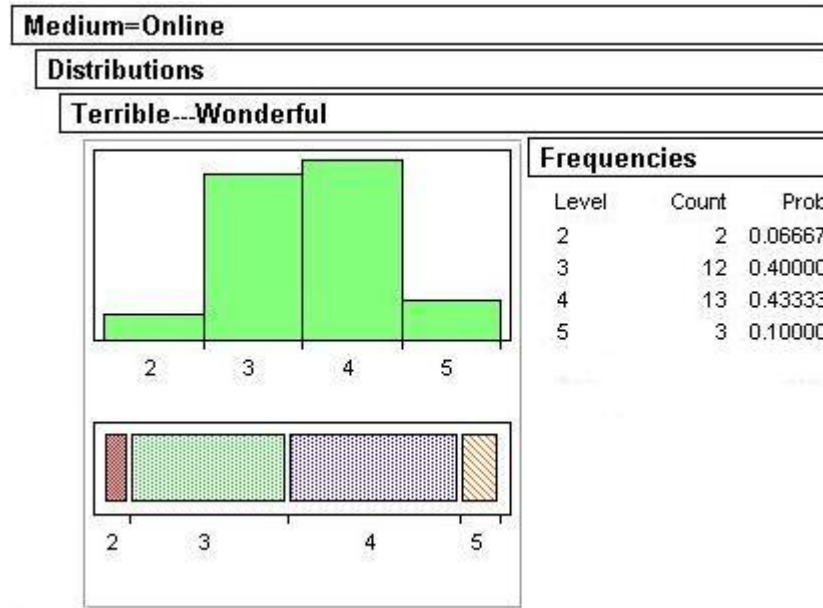 Medium=Online
Distributions
Terrible---Wonderful
2 3 4 5
2 3 4 5
Frequencies
Level Count Prob
2 2 0.06667
3 12 0.40000
4 13 0.43333
5 3 0.10000